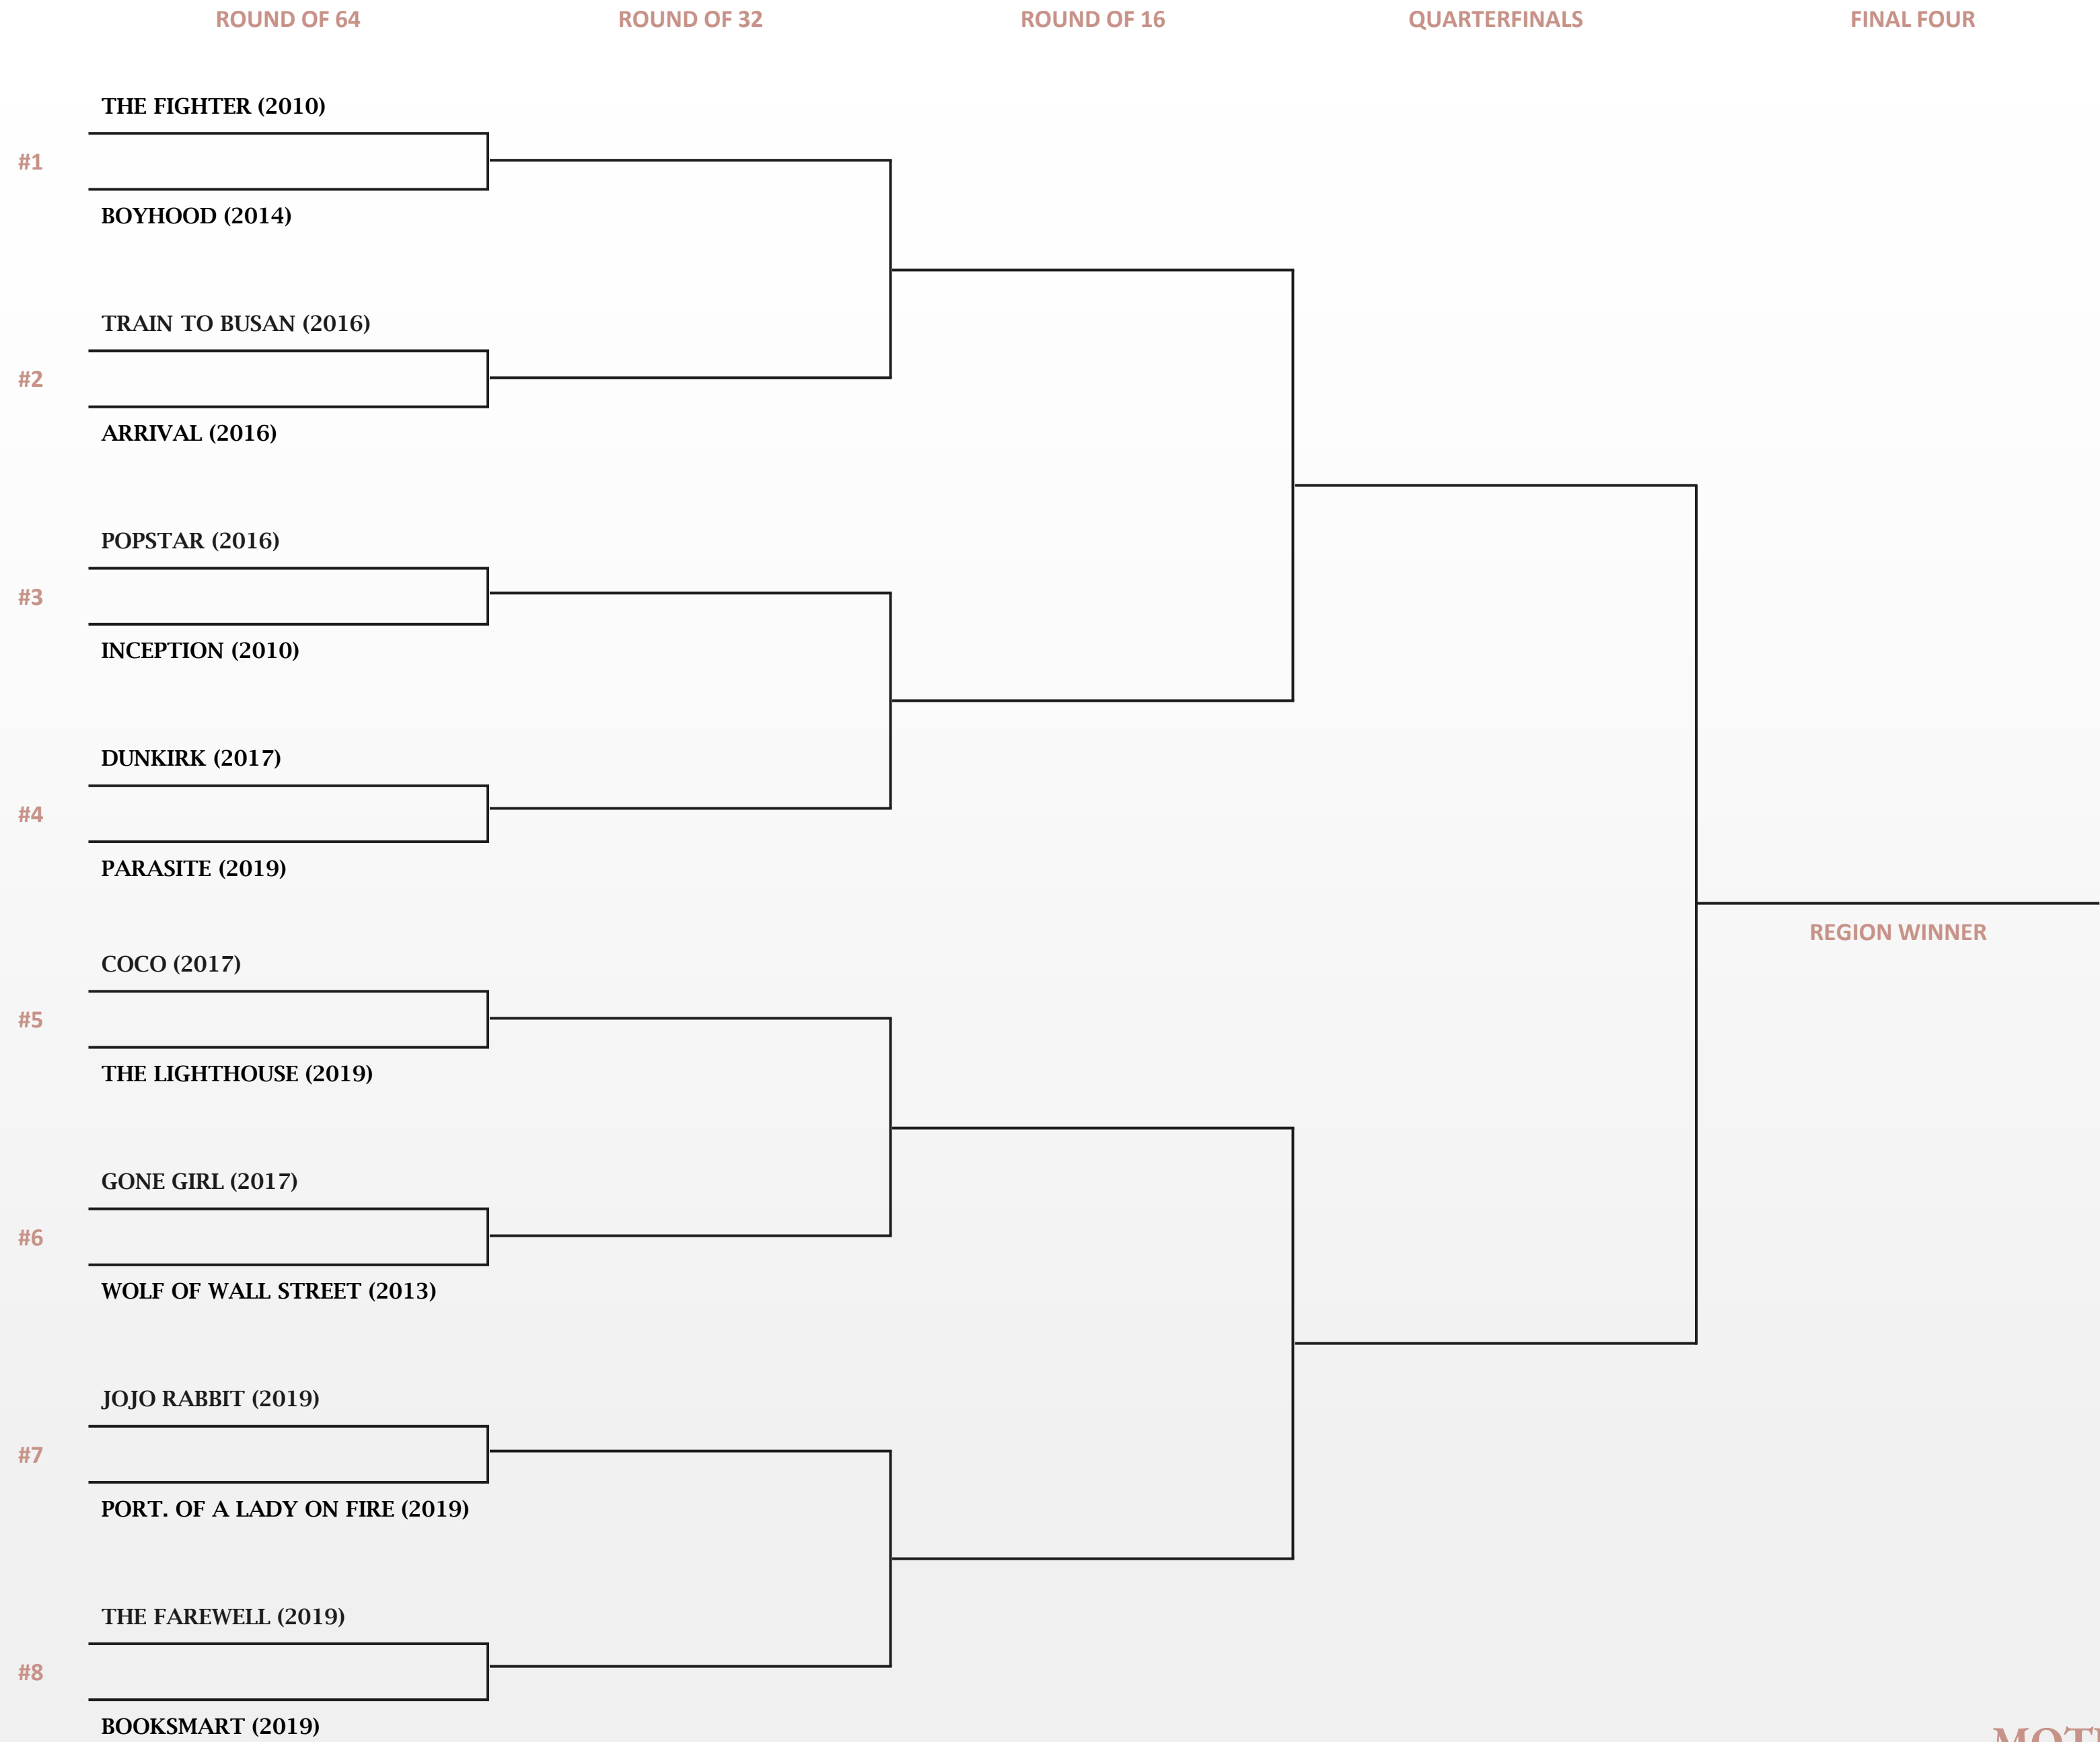 ROUND OF 64 ROUND OF 32 ROUND OF 16 QUARTERFINALS FINAL FOUR
THE FIGHTER (2010)
#1
BOYHOOD (2014)
TRAIN TO BUSAN (2016)
#2
ARRIVAL (2016)
POPSTAR (2016)
#3
INCEPTION (2010)
DUNKIRK (2017)
#4
PARASITE (2019)
REGION WINNER
COCO (2017)
#5
THE LIGHTHOUSE (2019)
GONE GIRL (2017)
#6
WOLF OF WALL STREET (2013)
JOJO RABBIT (2019)
#7
PORT. OF A LADY ON FIRE (2019)
THE FAREWELL (2019)
#8
BOOKSMART (2019)